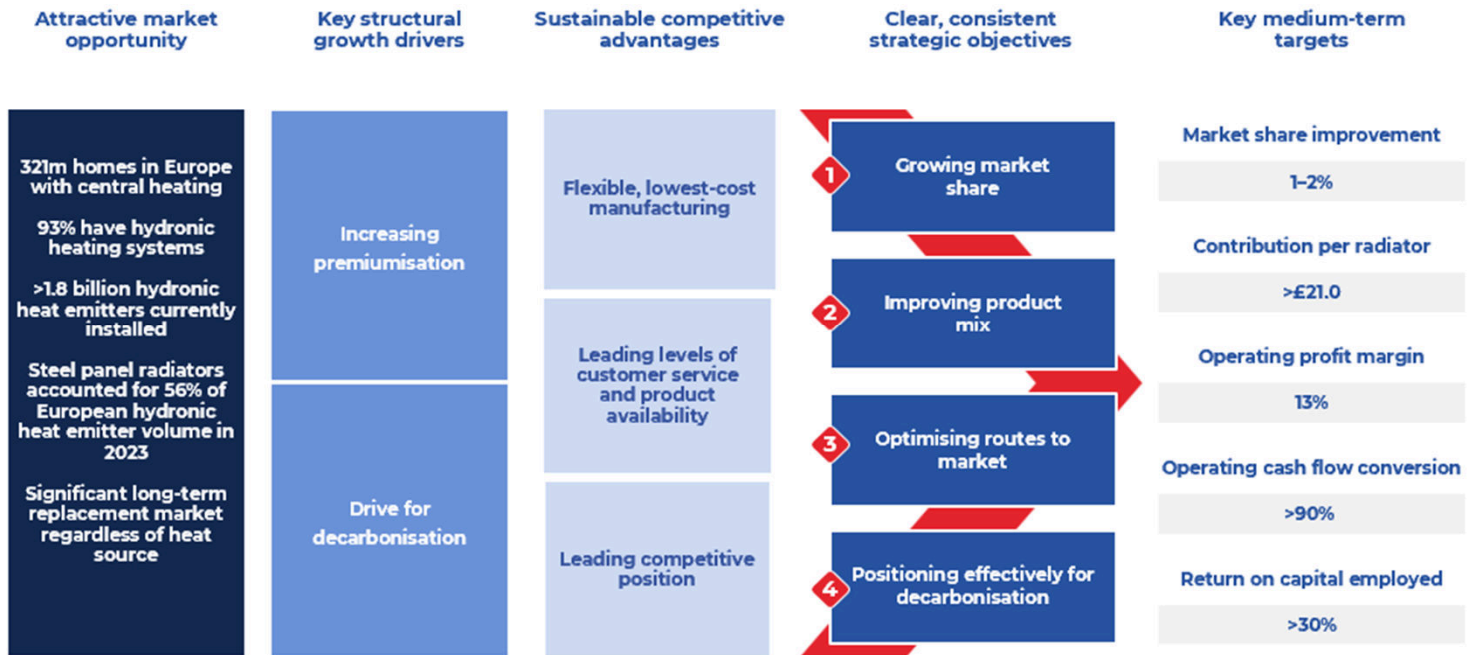 Attractive market
opportunity
Key structural
growth drivers
Sustainable competitive
advantages
Clear, consistent
strategic objectives
Key medium-term
targets
321m homes in Europe
with central heating
93% have hydronic
heating systems
>1.8 billion hydronic
heat emitters currently
installed
Steel panel radiators
accounted for 56% of
European hydronic
heat emitter volume in
2023
Significant long-term
replacement market
regardless of heat
source
Increasing
premiumisation
Drive for
decarbonisation
Flexible, lowest-cost
manufacturing
Leading levels of
customer service
and product
availability
Leading competitive
position
1
Growing market
share
2
Improving product
mix
3
Optimising routes to
market
4
Positioning effectively for
decarbonisation
Market share improvement
1–2%
Contribution per radiator
>£21.0
Operating profit margin
13%
Operating cash flow conversion
>90%
Return on capital employed
>30%